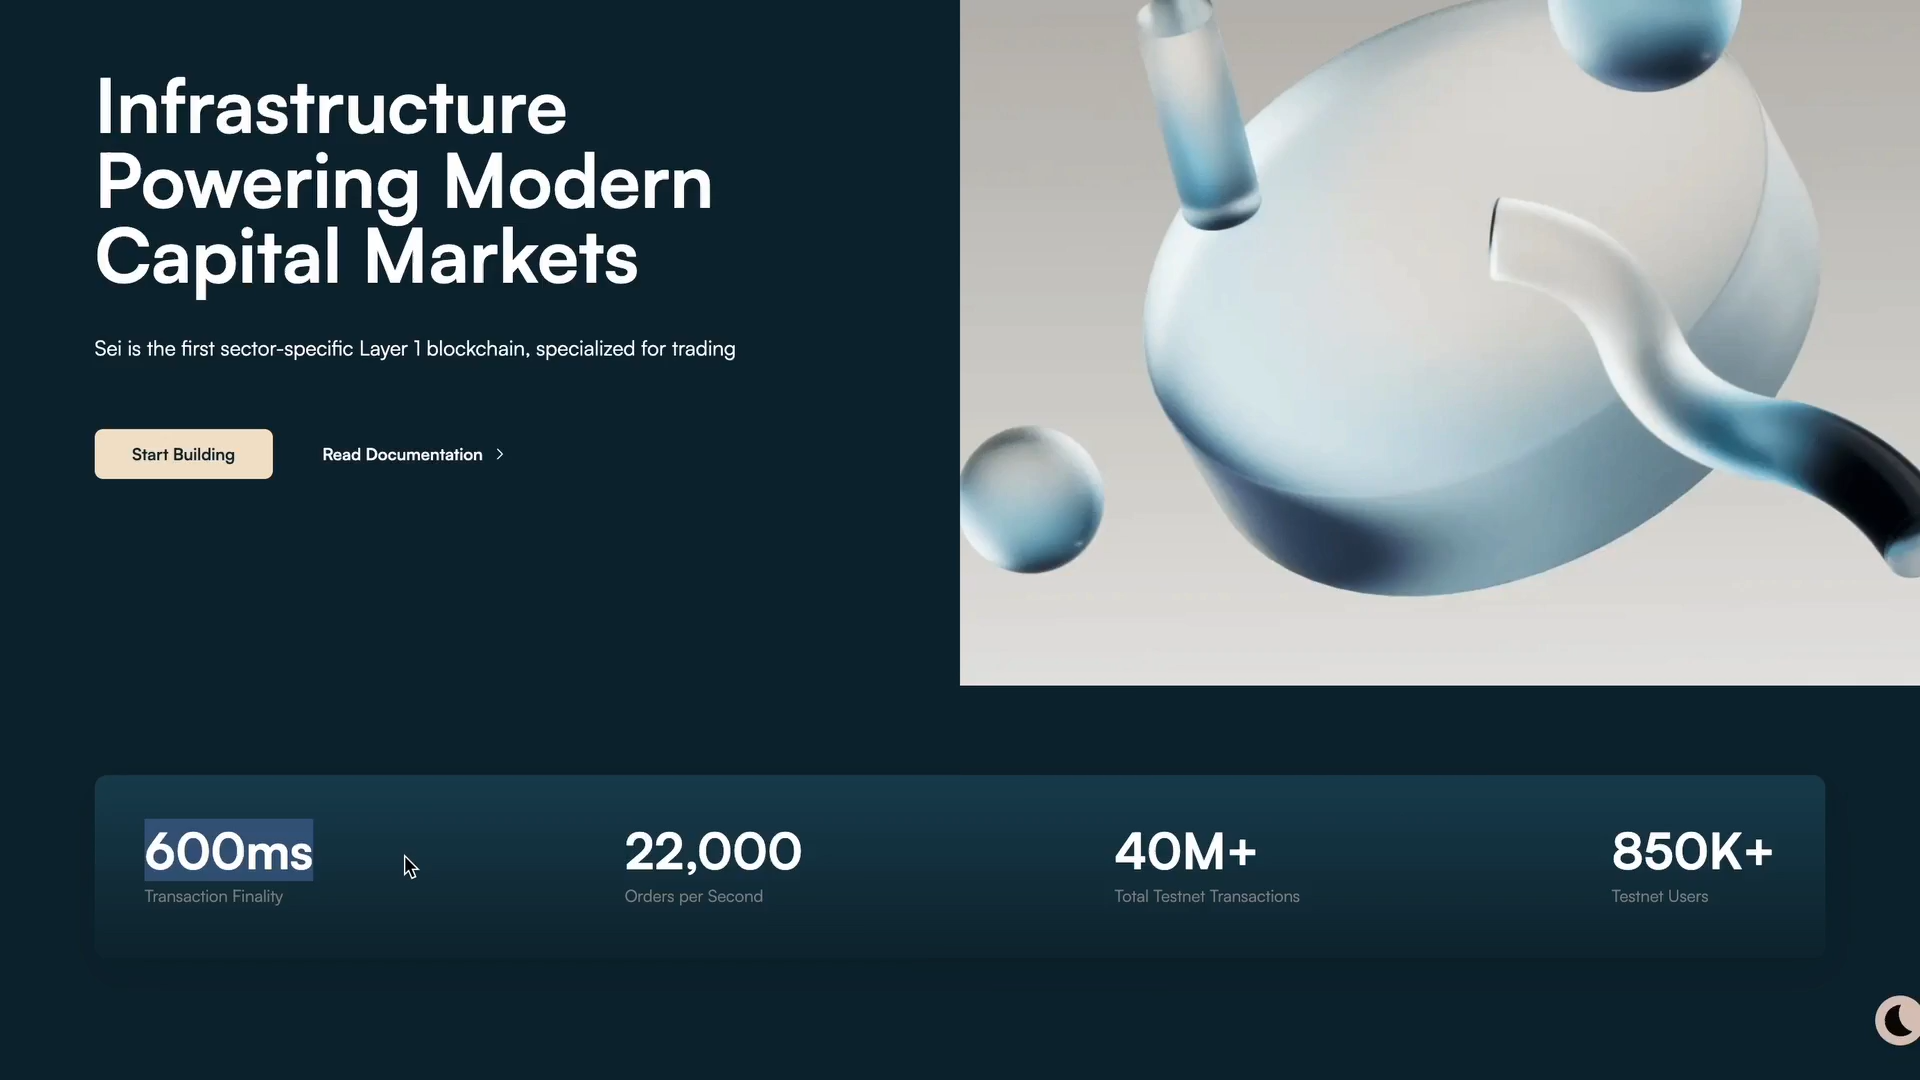 Infrastructure
Powering Modern
Capital Markets
Sei is the first sector-specific Layer 1 blockchain, specialized for trading
Start Building
Read Documentation
600ms
Transaction Finality
22,000
Orders per Second
40M+
Total Testnet Transactions
850K+
Testnet Users